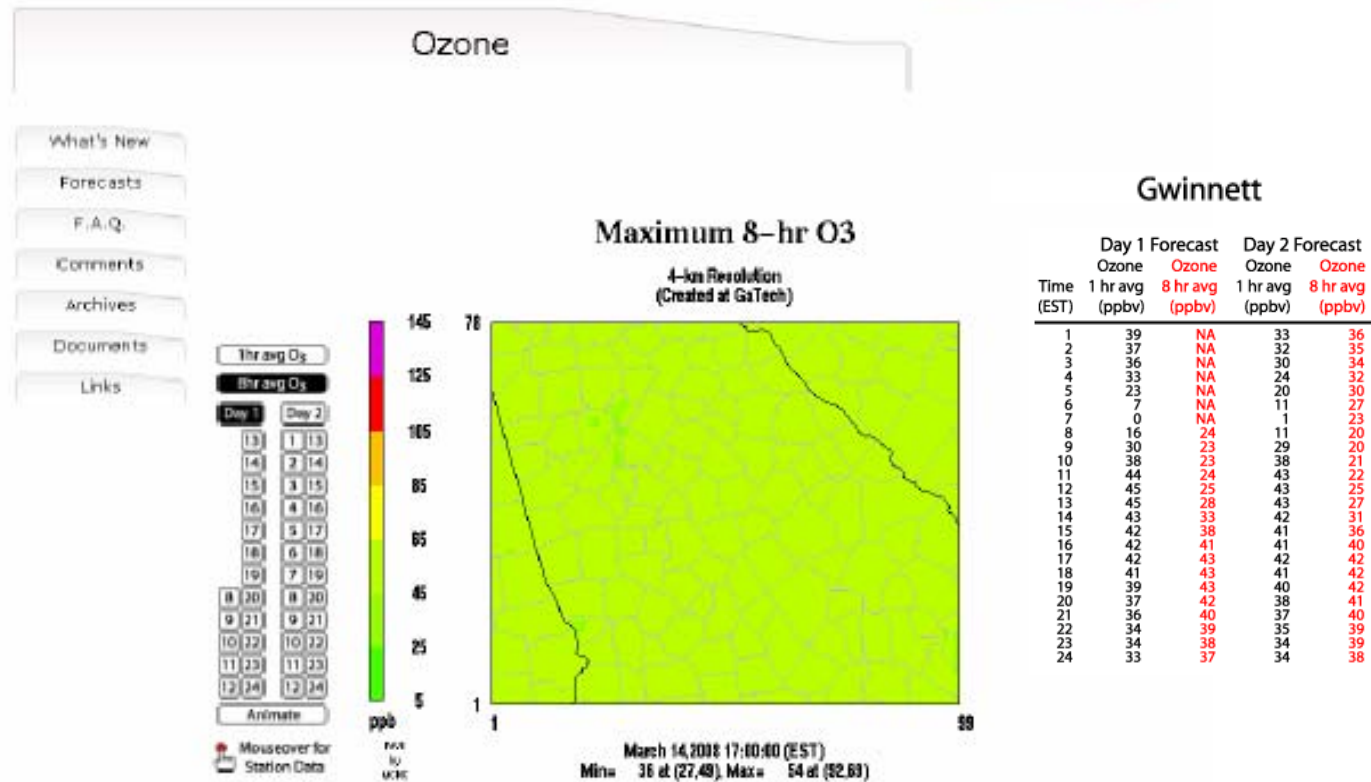 Ozone
What's New
Forecasts
F.A.Q.
Comments
Archives
Documents
Links
1hr avg O3
8hr avg O3
Day 1 Day 2
13 1 13
14 2 14
15 3 15
16 4 16
17 5 17
18 6 18
19 7 19
8 20 8 20
9 21 9 21
10 22 10 22
11 23 11 23
12 24 12 24
Animate
Mouseover for
Station Data
Maximum 8-hr O3
4-km Resolution
(Created at GaTech)
145
125
105
85
65
45
25
5
ppb
by
78
1
1 99
March 14,2008 17:00:00 (EST)
Min= 36 at (27,49), Max= 54 at (92,69)
Gwinnett
Day 1 Forecast Day 2 Forecast
Ozone Ozone Ozone Ozone
Time 1 hr avg 8 hr avg 1 hr avg 8 hr avg
(EST) (ppbv) (ppbv) (ppbv) (ppbv)
1 39 NA 33 36
2 37 NA 32 35
3 36 NA 30 34
4 33 NA 24 32
5 23 NA 20 30
6 7 NA 11 27
7 0 NA 1 23
8 16 24 11 20
9 30 23 29 20
10 38 23 38 21
11 44 24 43 22
12 45 25 43 25
13 45 28 43 27
14 43 33 42 31
15 42 38 41 36
16 42 41 41 40
17 42 43 42 42
18 41 43 41 42
19 39 43 40 42
20 37 42 38 41
21 36 40 37 40
22 34 39 35 39
23 34 38 34 39
24 33 37 34 38